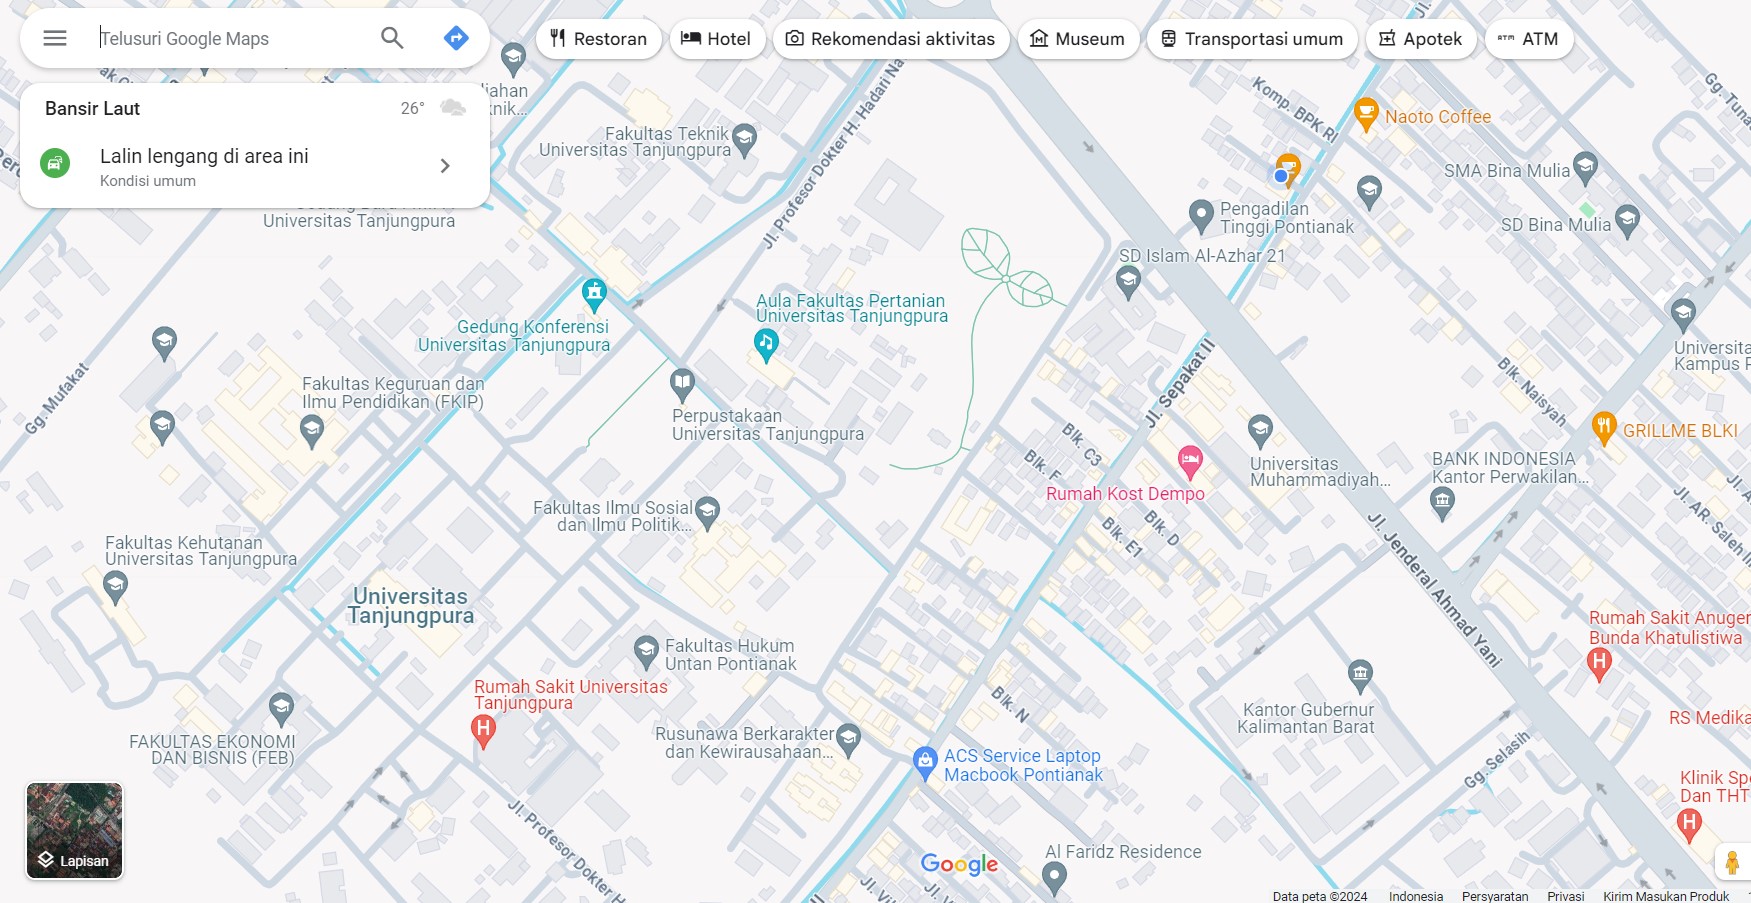 Telusuri Google Maps
Restoran
Hotel
Rekomendasi aktivitas
Museum
Transportasi umum
Apotek
ATM
Bansir Laut
26°
Lalin lengang di area ini
Kondisi umum
Universitas Tanjungpura
Fakultas Teknik
Universitas Tanjungpura
Jl. Profesor Dokter H. Hadari Na
Komp. BPK RI
Naoto Coffee
Gg. Tuna
SMA Bina Mulia
SD Bina Mulia
Pengadilan
Tinggi Pontianak
SD Islam Al-Azhar 21
Aula Fakultas Pertanian
Universitas Tanjungpura
Gedung Konferensi
Universitas Tanjungpura
Universita
Kampus P
Gg. Mufakat
Fakultas Keguruan dan
Ilmu Pendidikan (FKIP)
Perpustakaan
Universitas Tanjungpura
Jl. Sepakat II
Blk. Naisyah
GRILLME BLKI
Blk. C3
Blk. F
Rumah Kost Dempo
Universitas
Muhammadiyah...
BANK INDONESIA
Kantor Perwakilan...
Blk. D
Blk. E1
Jl. AR. Saleh
Jl. A
Fakultas Ilmu Sosial
dan Ilmu Politik...
Fakultas Kehutanan
Universitas Tanjungpura
Universitas
Tanjungpura
Jl. Jenderal Ahmad Yani
Rumah Sakit Anuger
Bunda Khatulistiwa
Fakultas Hukum
Untan Pontianak
Rumah Sakit Universitas
Tanjungpura
Blk. N
Kantor Gubernur
Kalimantan Barat
RS Medika
FAKULTAS EKONOMI
DAN BISNIS (FEB)
Rusunawa Berkarakter
dan Kewirausahaan...
ACS Service Laptop
Macbook Pontianak
Gg. Selasih
Klinik Spe
Dan THT
Jl. Profesor Dokter H
Lapisan
Google
Al Faridz Residence
Data peta ©2024
Indonesia
Persyaratan
Privasi
Kirim Masukan Produk